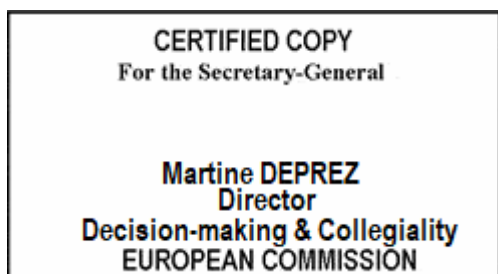 CERTIFIED COPY
For the Secretary-General
Martine DEPREZ
Director
Decision-making & Collegiality
EUROPEAN COMMISSION